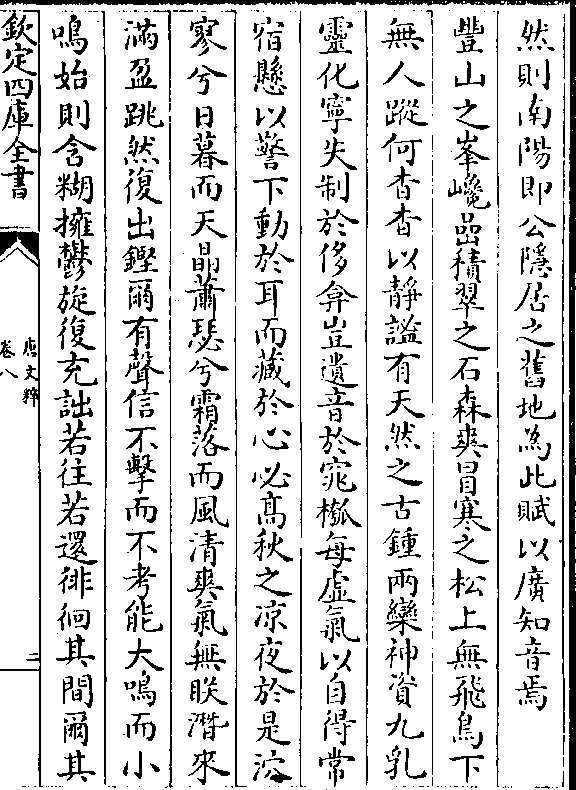 然則南陽即公隱居之舊地為此賦以廣知音焉
豐山之峯巉嵒積翠之石森爽冒寒之松上無飛鳥下
無人蹤何杳杳以靜謐有天然之古鍾兩欒神資九乳
靈化寧失制於侈弇豈遺音於窕槬每虛氣以自得常
宿懸以警下動於耳而藏於心必髙秋之凉夜於是泬
寥兮日暮而天晶蕭瑟兮霜落而風清爽氣無朕潛來
滿盈跳然復出鏗爾有聲信不擊而不考能大鳴而小
鳴始則含糊擁鬱旋復充詘若往若還徘徊其間爾其
欽定四庫全書
唐文粹
卷八
二